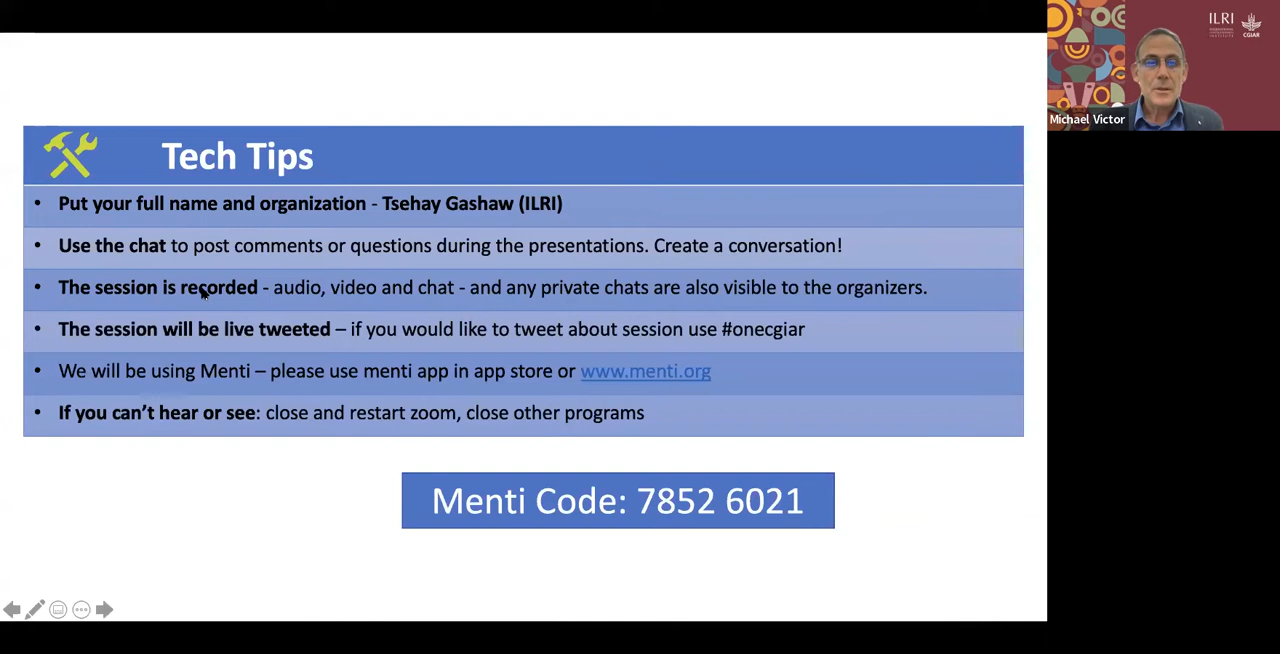 ILRI
CGIAR
Michael Victor
Tech Tips
• Put your full name and organization - Tsehay Gashaw (ILRI)
• Use the chat to post comments or questions during the presentations. Create a conversation!
• The session is recorded - audio, video and chat - and any private chats are also visible to the organizers.
• The session will be live tweeted – if you would like to tweet about session use #onecgiar
• We will be using Menti – please use menti app in app store or www.menti.org
• If you can’t hear or see: close and restart zoom, close other programs
Menti Code: 7852 6021